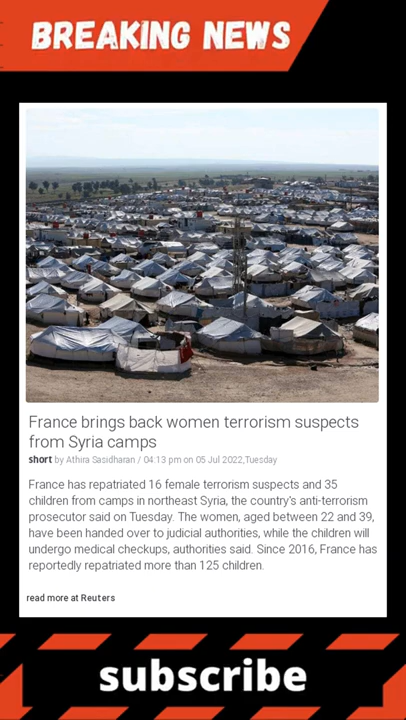 BREAKING NEWS
France brings back women terrorism suspects
from Syria camps
short by Athira Sasidharan / 04:13 pm on 05 Jul 2022,Tuesday
France has repatriated 16 female terrorism suspects and 35
children from camps in northeast Syria, the country's anti-terrorism
prosecutor said on Tuesday. The women, aged between 22 and 39,
have been handed over to judicial authorities, while the children will
undergo medical checkups, authorities said. Since 2016, France has
reportedly repatriated more than 125 children.
read more at Reuters
subscribe